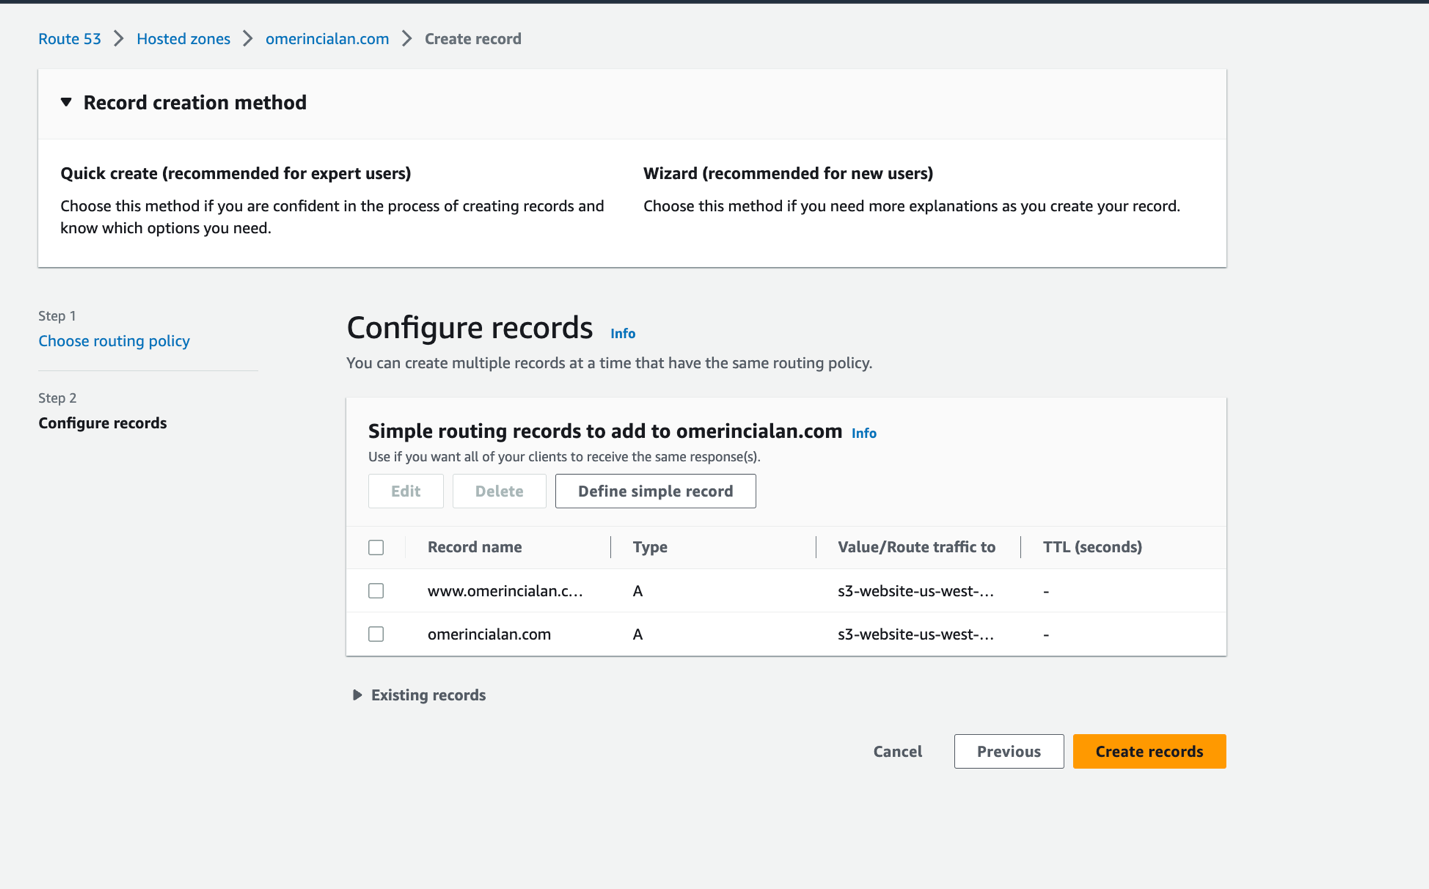 Route 53 > Hosted zones > omerincialan.com > Create record
Record creation method
Quick create (recommended for expert users)
Choose this method if you are confident in the process of creating records and
know which options you need.
Wizard (recommended for new users)
Choose this method if you need more explanations as you create your record.
Step 1
Choose routing policy
Step 2
Configure records
Configure records Info
You can create multiple records at a time that have the same routing policy.
Simple routing records to add to omerincialan.com Info
Use if you want all of your clients to receive the same response(s).
Edit Delete Define simple record
Record name Type Value/Route traffic to TTL (seconds)
www.omerincialan.c... A s3-website-us-west-... -
omerincialan.com A s3-website-us-west-... -
Existing records
Cancel Previous Create records